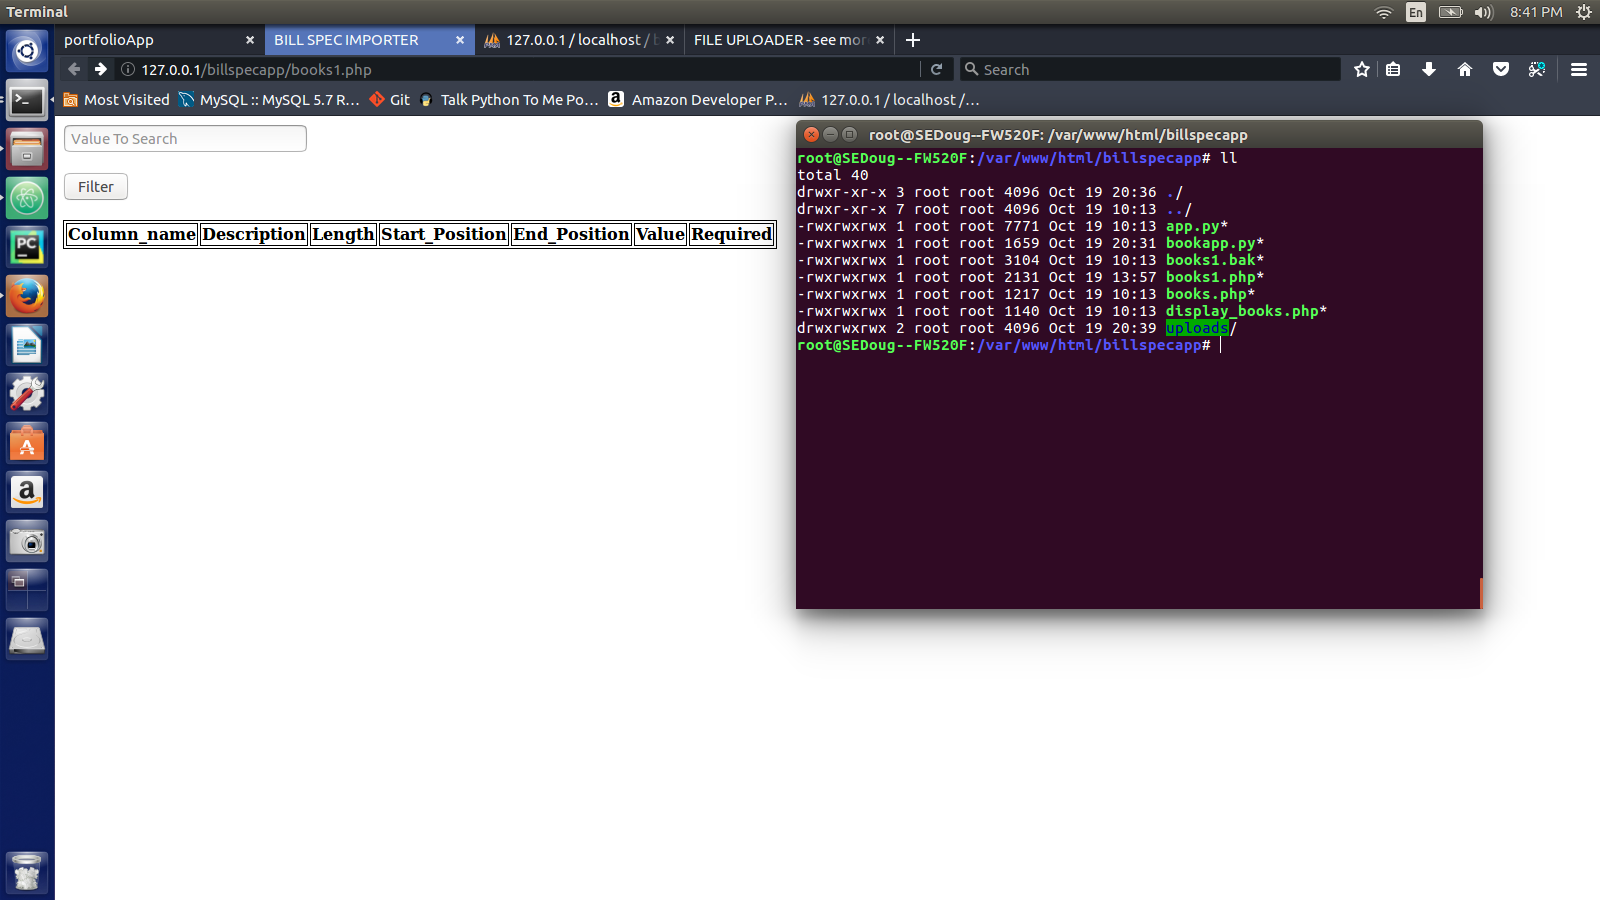 Terminal
En
8:41 PM
portfolioApp
BILL SPEC IMPORTER
127.0.0.1 / localhost / b
FILE UPLOADER - see mor
127.0.0.1/billspecapp/books1.php
Search
Most Visited
MySQL :: MySQL 5.7 R...
Git
Talk Python To Me Po...
Amazon Developer P...
127.0.0.1 / localhost /...
Value To Search
Filter
Column_name Description Length Start_Position End_Position Value Required
root@SEDoug--FW520F: /var/www/html/billspecapp
root@SEDoug--FW520F:/var/www/html/billspecapp# ll
total 40
drwxr-xr-x 3 root root 4096 Oct 19 20:36 ./
drwxr-xr-x 7 root root 4096 Oct 19 10:13 ../
-rwxrwxrwx 1 root root 7771 Oct 19 10:13 app.py*
-rwxrwxrwx 1 root root 1659 Oct 19 20:31 bookapp.py*
-rwxrwxrwx 1 root root 3104 Oct 19 10:13 books1.bak*
-rwxrwxrwx 1 root root 2131 Oct 19 13:57 books1.php*
-rwxrwxrwx 1 root root 1217 Oct 19 10:13 books.php*
-rwxrwxrwx 1 root root 1140 Oct 19 10:13 display_books.php*
drwxrwxrwx 2 root root 4096 Oct 19 20:39 uploads/
root@SEDoug--FW520F:/var/www/html/billspecapp#
PC